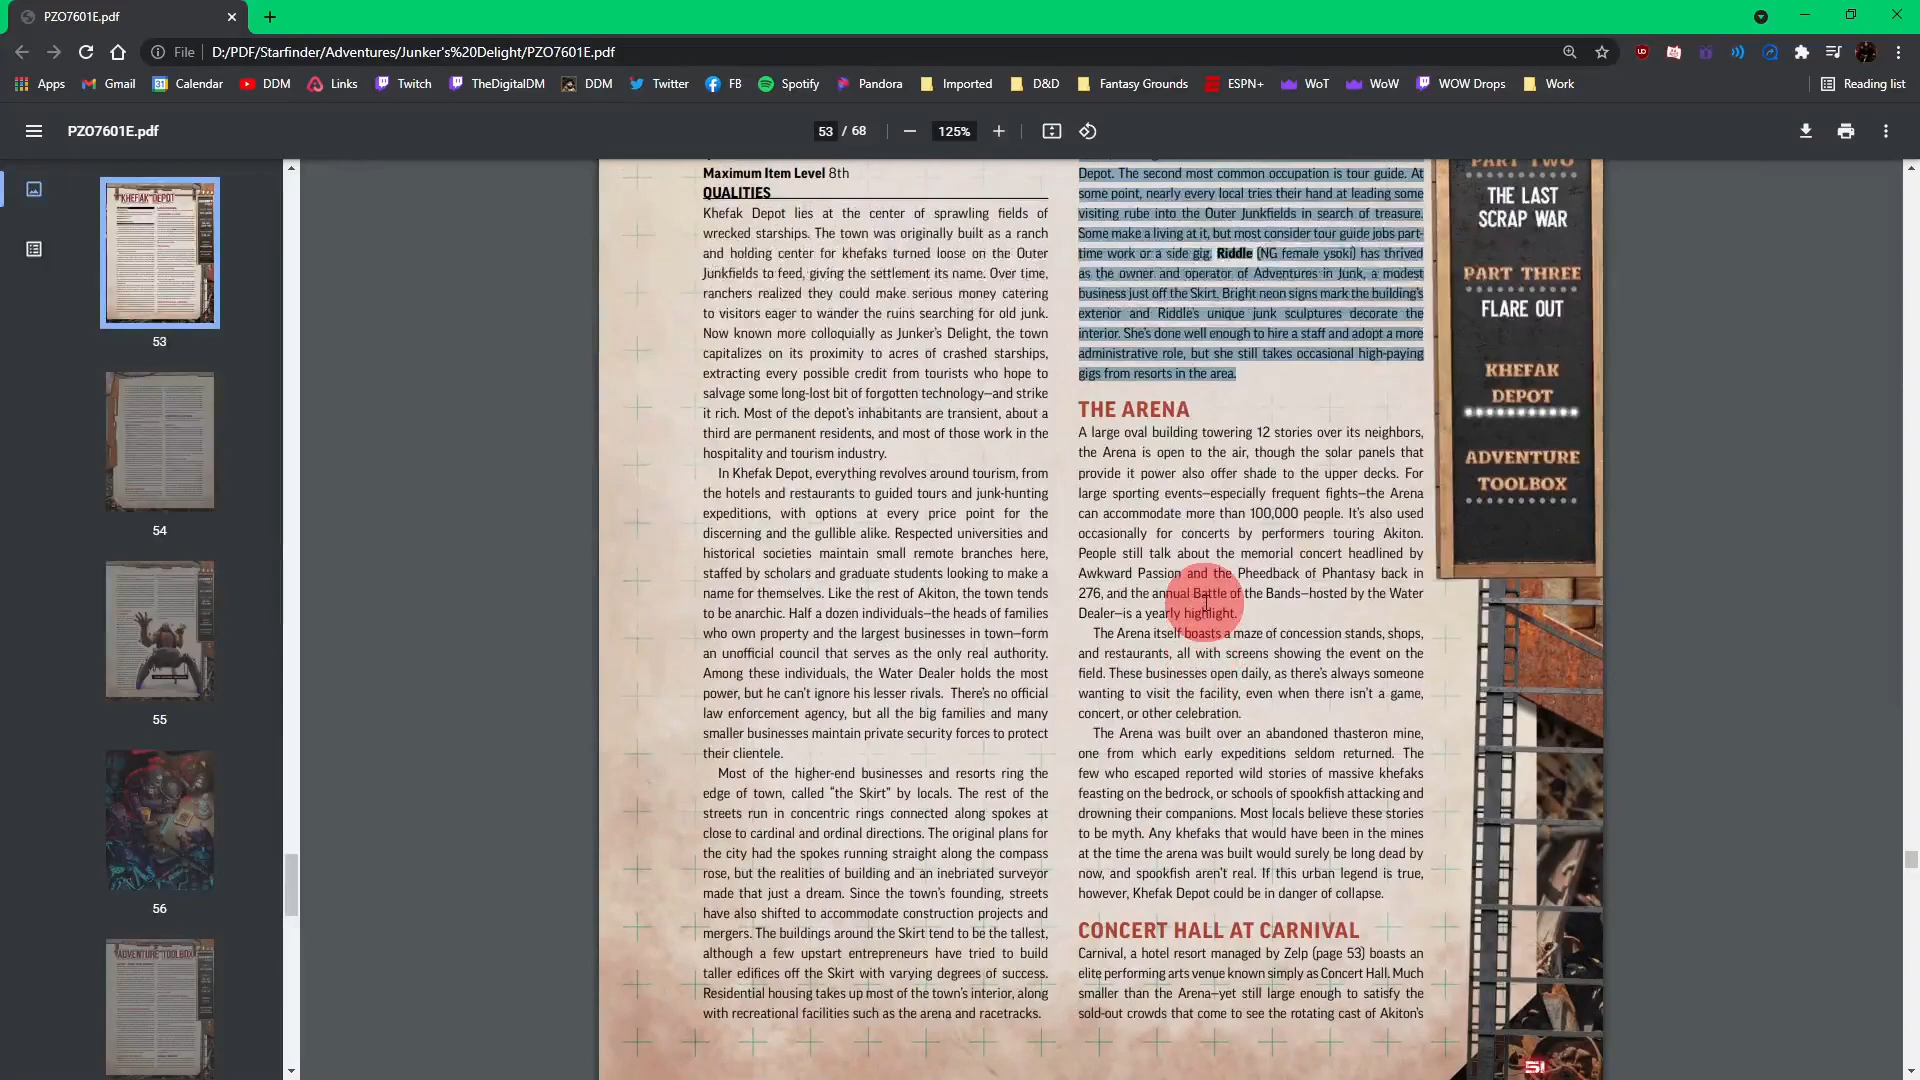 PZO7601E.pdf
File
D:/PDF/Starfinder/Adventures/Junker's%20Delight/PZO7601E.pdf
Apps
Gmail
Calendar
DDM
Links
Twitch
TheDigitalDM
DDM
Twitter
FB
Spotify
Pandora
Imported
D&D
Fantasy Grounds
ESPN+
WoT
WoW
WOW Drops
Work
Reading list
PZO7601E.pdf
53 / 68
125%
53
54
55
56
Maximum Item Level 8th
QUALITIES
Khefak Depot lies at the center of sprawling fields of
wrecked starships. The town was originally built as a ranch
and holding center for khefaks turned loose on the Outer
Junkfields to feed, giving the settlement its name. Over time,
ranchers realized they could make serious money catering
to visitors eager to wander the ruins searching for old junk.
Now known more colloquially as Junker's Delight, the town
capitalizes on its proximity to acres of crashed starships,
extracting every possible credit from tourists who hope to
salvage some long-lost bit of forgotten technology—and strike
it rich. Most of the depot's inhabitants are transient, about a
third are permanent residents, and most of those work in the
hospitality and tourism industry.
In Khefak Depot, everything revolves around tourism, from
the hotels and restaurants to guided tours and junk-hunting
expeditions, with options at every price point for the
discerning and the gullible alike. Respected universities and
historical societies maintain small remote branches here,
staffed by scholars and graduate students looking to make a
name for themselves. Like the rest of Akiton, the town tends
to be anarchic. Half a dozen individuals—the heads of families
who own property and the largest businesses in town—form
an unofficial council that serves as the only real authority.
Among these individuals, the Water Dealer holds the most
power, but he can't ignore his lesser rivals. There's no official
law enforcement agency, but all the big families and many
smaller businesses maintain private security forces to protect
their clientele.
Most of the higher-end businesses and resorts ring the
edge of town, called “the Skirt” by locals. The rest of the
streets run in concentric rings connected along spokes at
close to cardinal and ordinal directions. The original plans for
the city had the spokes running straight along the compass
rose, but the realities of building and an inebriated surveyor
made that just a dream. Since the town's founding, streets
have also shifted to accommodate construction projects and
mergers. The buildings around the Skirt tend to be the tallest,
although a few upstart entrepreneurs have tried to build
taller edifices off the Skirt with varying degrees of success.
Residential housing takes up most of the town's interior, along
with recreational facilities such as the arena and racetracks.
Depot. The second most common occupation is tour guide. At
some point, nearly every local tries their hand at leading some
visiting rube into the Outer Junkfields in search of treasure.
Some make a living at it, but most consider tour guide jobs part-
time work or a side gig. Riddle (NG female ysoki) has thrived
as the owner and operator of Adventures in Junk, a modest
business just off the Skirt. Bright neon signs mark the building's
exterior and Riddle's unique junk sculptures decorate the
interior. She's done well enough to hire a staff and adopt a more
administrative role, but she still takes occasional high-paying
gigs from resorts in the area.
THE ARENA
A large oval building towering 12 stories over its neighbors,
the Arena is open to the air, though the solar panels that
provide it power also offer shade to the upper decks. For
large sporting events—especially frequent fights—the Arena
can accommodate more than 100,000 people. It's also used
occasionally for concerts by performers touring Akiton.
People still talk about the memorial concert headlined by
Awkward Passion and the Pheedback of Phantasy back in
276, and the annual Battle of the Bands—hosted by the Water
Dealer—is a yearly highlight.
The Arena itself boasts a maze of concession stands, shops,
and restaurants, all with screens showing the event on the
field. These businesses open daily, as there's always someone
wanting to visit the facility, even when there isn't a game,
concert, or other celebration.
The Arena was built over an abandoned thasteron mine,
one from which early expeditions seldom returned. The
few who escaped reported wild stories of massive khefaks
feasting on the bedrock, or schools of spookfish attacking and
drowning their companions. Most locals believe these stories
to be myth. Any khefaks that would have been in the mines
at the time the arena was built would surely be long dead by
now, and spookfish aren't real. If this urban legend is true,
however, Khefak Depot could be in danger of collapse.
CONCERT HALL AT CARNIVAL
Carnival, a hotel resort managed by Zelp (page 53) boasts an
elite performing arts venue known simply as Concert Hall. Much
smaller than the Arena—yet still large enough to satisfy the
sold-out crowds that come to see the rotating cast of Akiton's
PART TWO
THE LAST
SCRAP WAR
PART THREE
FLARE OUT
KHEFAK
DEPOT
ADVENTURE
TOOLBOX
51
KHEFAK DEPOT
ADVENTURE TOOLBOX